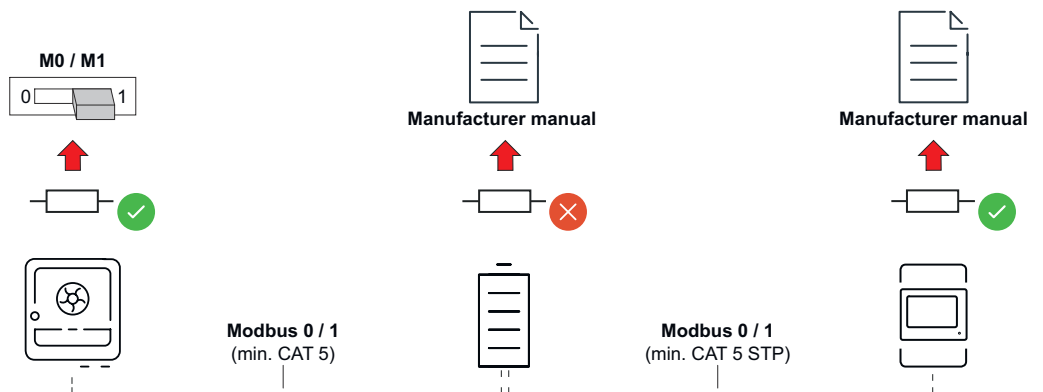 M0 / M1
0 1
Manufacturer manual
Manufacturer manual
Modbus 0 / 1
(min. CAT 5)
Modbus 0 / 1
(min. CAT 5 STP)